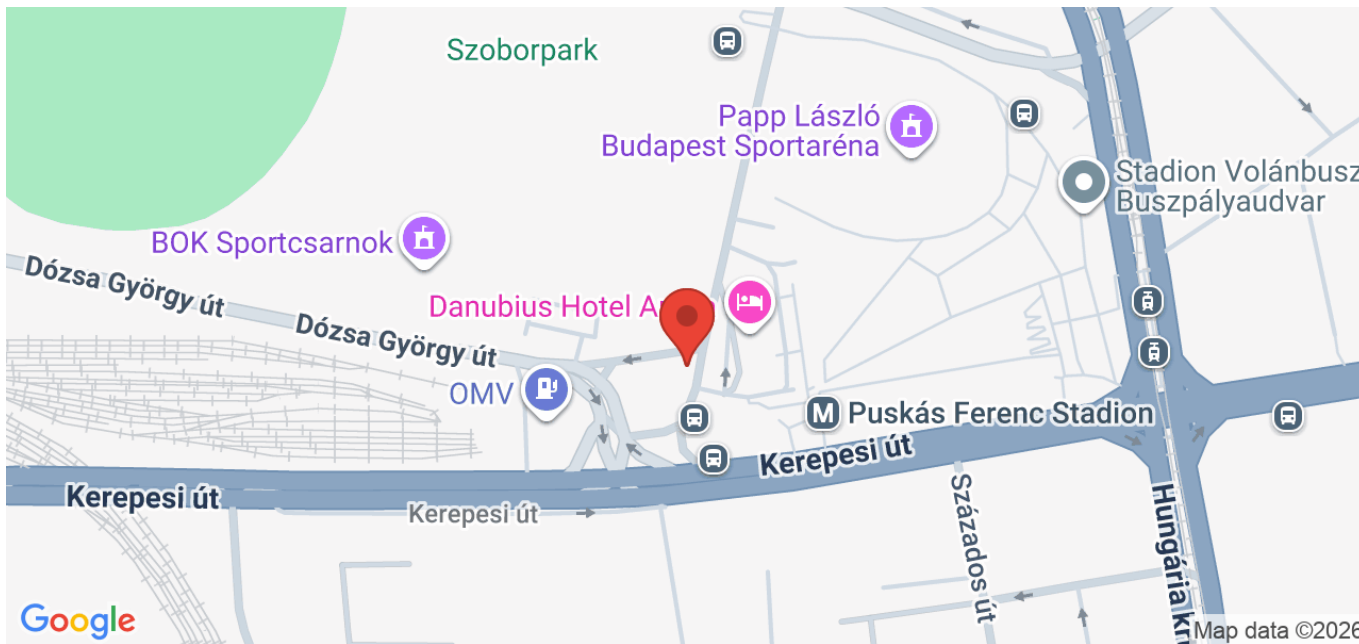 Szoborpark
Papp László
Budapest Sportaréna
Stadion Volánbusz
Buszpályaudvar
BOK Sportcsarnok
Dózsa György út
Danubius Hotel A
Dózsa György út
OMV
M Puskás Ferenc Stadion
Kerepesi út
Kerepesi út
Kerepesi út
Százados út
Hungária kr
Google
Map data ©2026